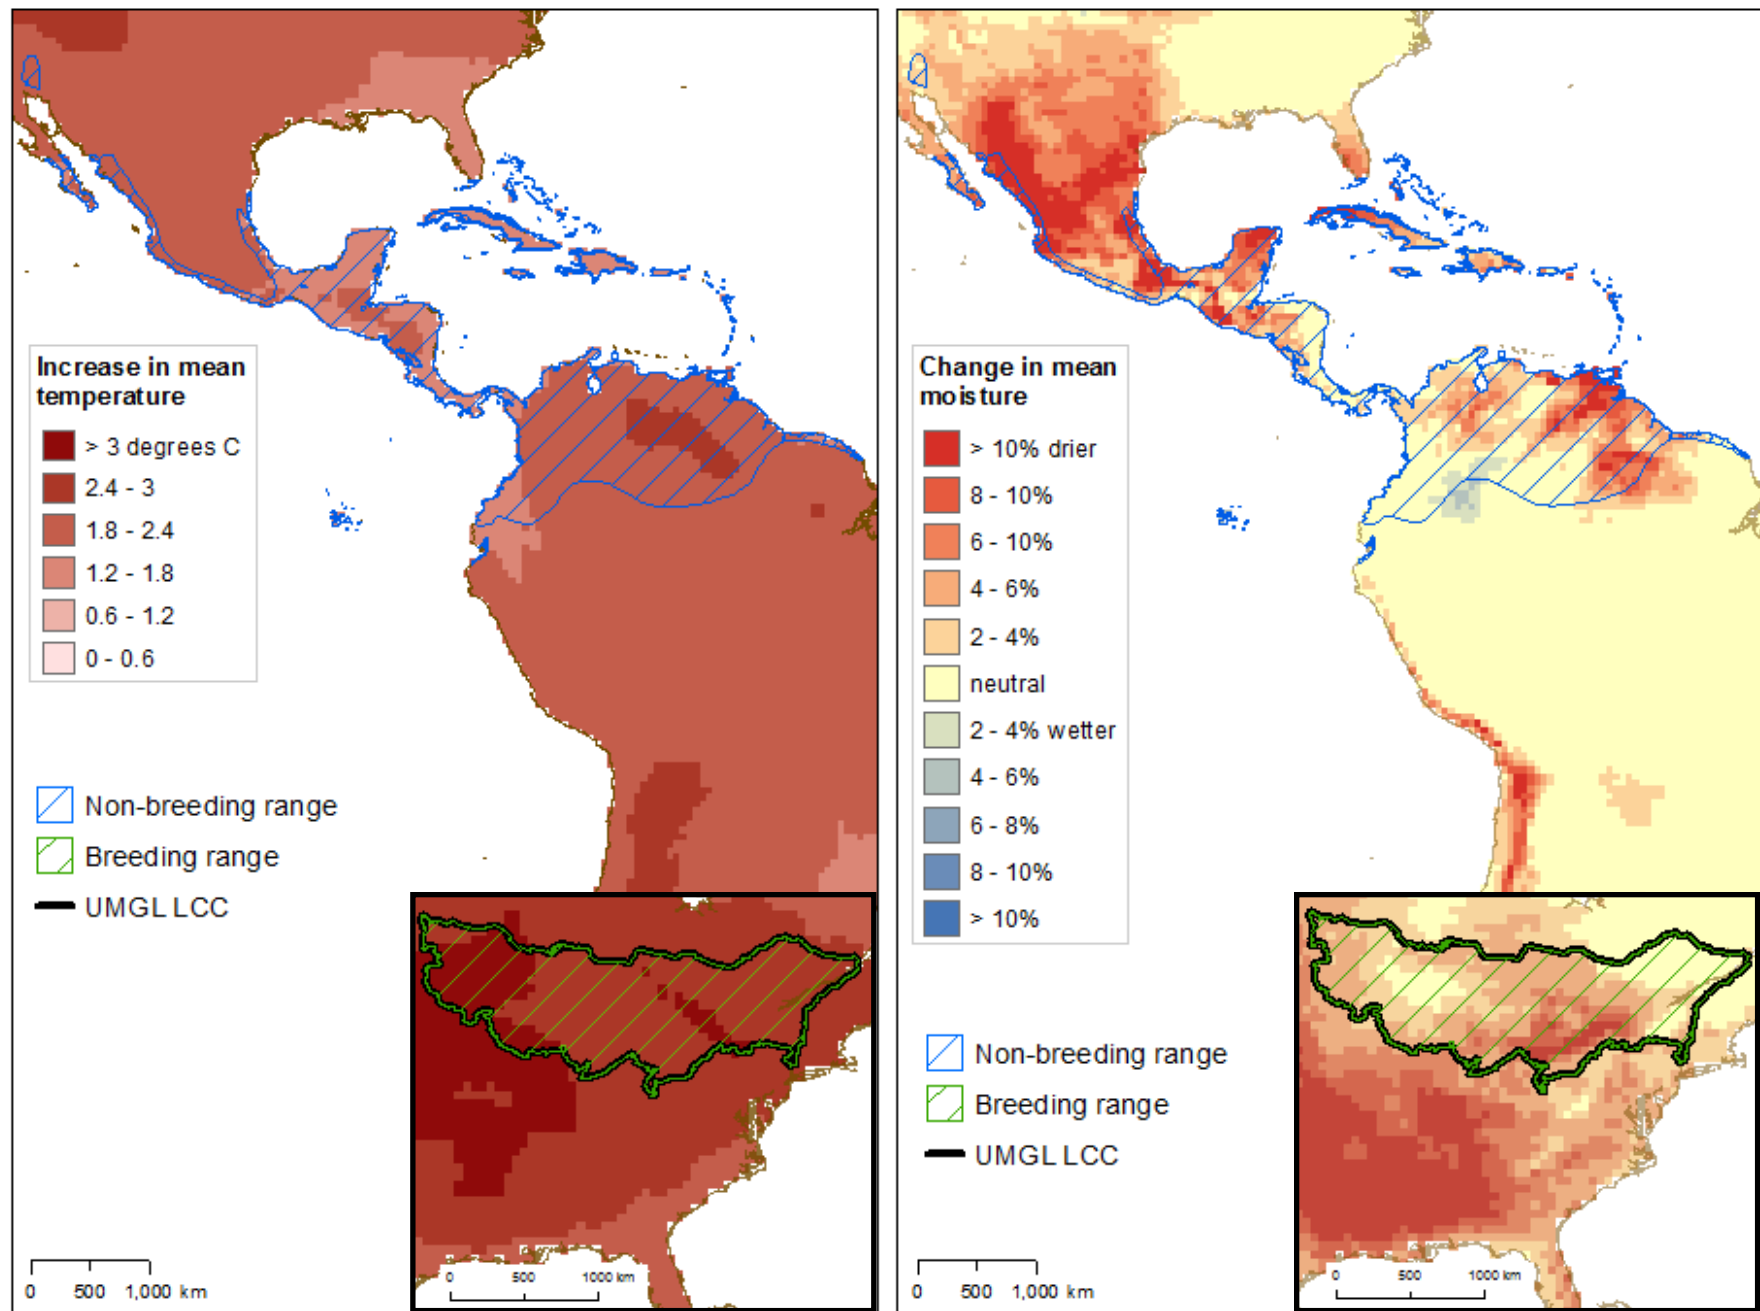 Increase in mean
temperature
> 3 degrees C
2.4 - 3
1.8 - 2.4
1.2 - 1.8
0.6 - 1.2
0 - 0.6
Non-breeding range
Breeding range
UMGL LCC
0 500 1,000 km
0 500 1000 km
Change in mean
moisture
> 10% drier
8 - 10%
6 - 10%
4 - 6%
2 - 4%
neutral
2 - 4% wetter
4 - 6%
6 - 8%
8 - 10%
> 10%
Non-breeding range
Breeding range
UMGL LCC
0 500 1,000 km
0 500 1000 km